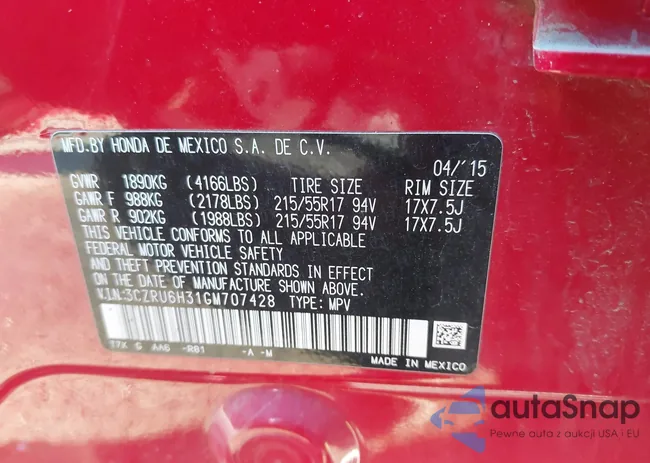 MFD.BY HONDA DE MEXICO S.A. DE C.V.
04/'15
GVWR 1890KG (4166LBS) TIRE SIZE RIM SIZE
GAWR F 988KG (2178LBS) 215/55R17 94V 17X7.5J
GAWR R 902KG (1988LBS) 215/55R17 94V 17X7.5J
THIS VEHICLE CONFORMS TO ALL APPLICABLE
FEDERAL MOTOR VEHICLE SAFETY
AND THEFT PREVENTION STANDARDS IN EFFECT
ON THE DATE OF MANUFACTURE SHOWN ABOVE.
V.I.N:3CZRU6H31GM707428 TYPE: MPV
17X G AA6 -RB1 -A -M
MADE IN MEXICO
autaSnap
Pewne auta z aukcji USA i EU